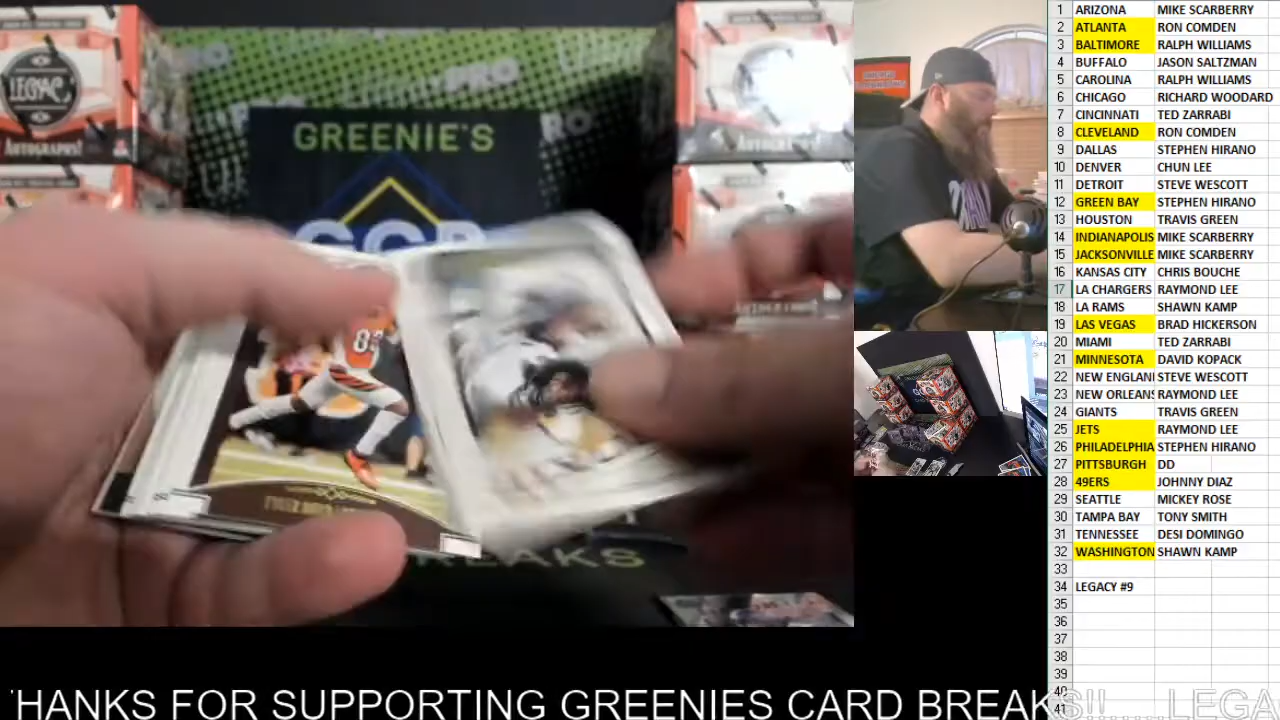 LEGACY
AUTOGRAPHS!
AUTOGRAPHS!
GREENIE'S
GCB
BREAKS
1 ARIZONA MIKE SCARBERRY
2 ATLANTA RON COMDEN
3 BALTIMORE RALPH WILLIAMS
4 BUFFALO JASON SALTZMAN
5 CAROLINA RALPH WILLIAMS
6 CHICAGO RICHARD WOODARD
7 CINCINNATI TED ZARRABI
8 CLEVELAND RON COMDEN
9 DALLAS STEPHEN HIRANO
10 DENVER CHUN LEE
11 DETROIT STEVE WESCOTT
12 GREEN BAY STEPHEN HIRANO
13 HOUSTON TRAVIS GREEN
14 INDIANAPOLIS MIKE SCARBERRY
15 JACKSONVILLE MIKE SCARBERRY
16 KANSAS CITY CHRIS BOUCHE
17 LA CHARGERS RAYMOND LEE
18 LA RAMS SHAWN KAMP
19 LAS VEGAS BRAD HICKERSON
20 MIAMI TED ZARRABI
21 MINNESOTA DAVID KOPACK
22 NEW ENGLAN STEVE WESCOTT
23 NEW ORLEANS RAYMOND LEE
24 GIANTS TRAVIS GREEN
25 JETS RAYMOND LEE
26 PHILADELPHIA STEPHEN HIRANO
27 PITTSBURGH DD
28 49ERS JOHNNY DIAZ
29 SEATTLE MICKEY ROSE
30 TAMPA BAY TONY SMITH
31 TENNESSEE DESI DOMINGO
32 WASHINGTON SHAWN KAMP
33
34 LEGACY #9
35
36
37
38
39
40
41
HANKS FOR SUPPORTING GREENIES CARD BREAKS!!.... LEGA